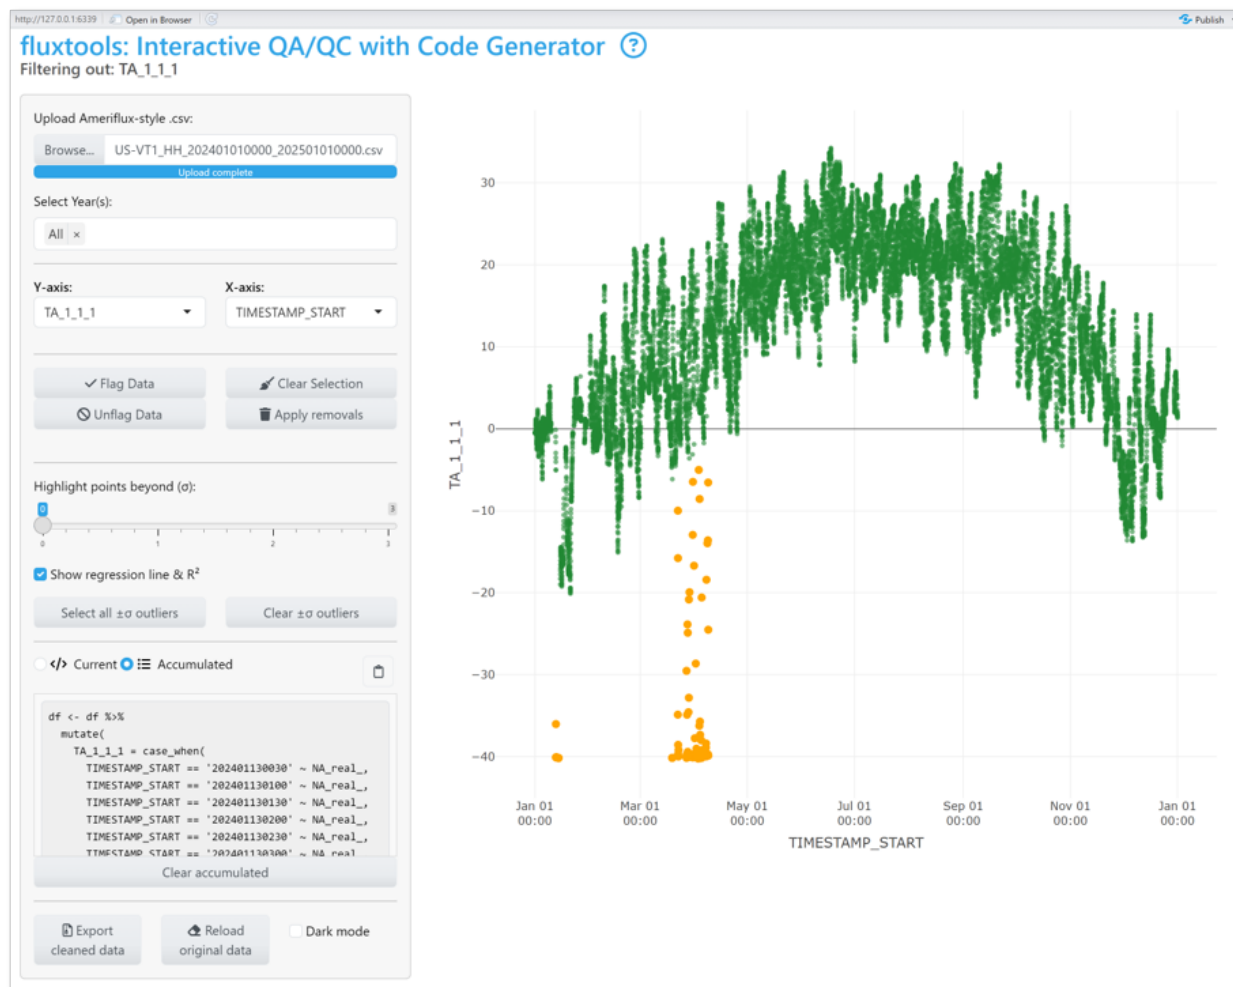 http://127.0.0.1:6339 Open in Browser Publish
fluxtools: Interactive QA/QC with Code Generator ?
Filtering out: TA_1_1_1
Upload Ameriflux-style .csv:
Browse... US-VT1_HH_202401010000_202501010000.csv
Upload complete
Select Year(s):
All ×
Y-axis: X-axis:
TA_1_1_1 TIMESTAMP_START
Flag Data Clear Selection
Unflag Data Apply removals
Highlight points beyond (σ):
0 3
0 1 2 3
Show regression line & R²
Select all ±σ outliers Clear ±σ outliers
</> Current Accumulated
df <- df %>%
mutate(
TA_1_1_1 = case_when(
TIMESTAMP_START == '202401130030' ~ NA_real_,
TIMESTAMP_START == '202401130100' ~ NA_real_,
TIMESTAMP_START == '202401130130' ~ NA_real_,
TIMESTAMP_START == '202401130200' ~ NA_real_,
TIMESTAMP_START == '202401130230' ~ NA_real_,
TIMESTAMP_START == '202401130300' ~ NA_real
Clear accumulated
Export cleaned data
Reload original data
Dark mode
30
20
10
0
−10
−20
−30
−40
TA_1_1_1
Jan 01 Mar 01 May 01 Jul 01 Sep 01 Nov 01 Jan 01
00:00 00:00 00:00 00:00 00:00 00:00 00:00
TIMESTAMP_START